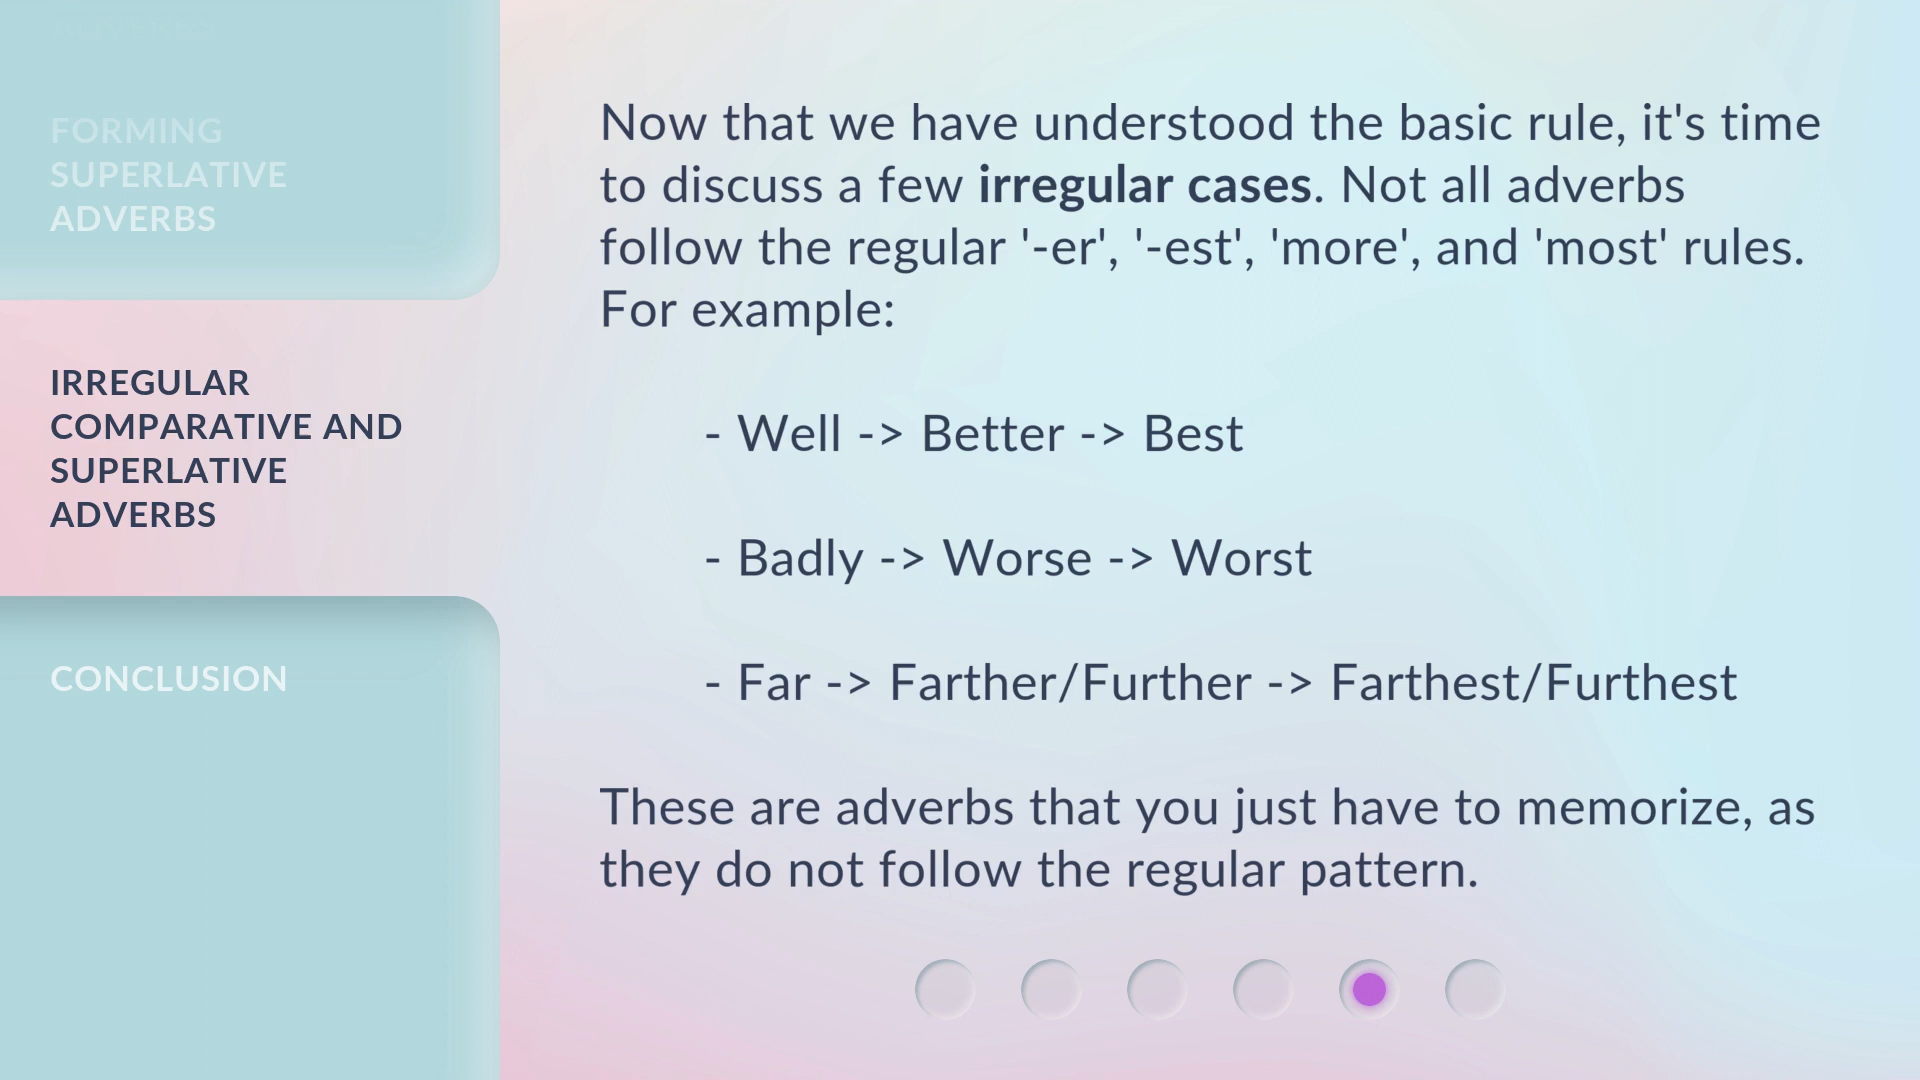 FORMING
SUPERLATIVE
ADVERBS
IRREGULAR
COMPARATIVE AND
SUPERLATIVE
ADVERBS
CONCLUSION
Now that we have understood the basic rule, it's time
to discuss a few irregular cases. Not all adverbs
follow the regular '-er', '-est', 'more', and 'most' rules.
For example:
- Well -> Better -> Best
- Badly -> Worse -> Worst
- Far -> Farther/Further -> Farthest/Furthest
These are adverbs that you just have to memorize, as
they do not follow the regular pattern.